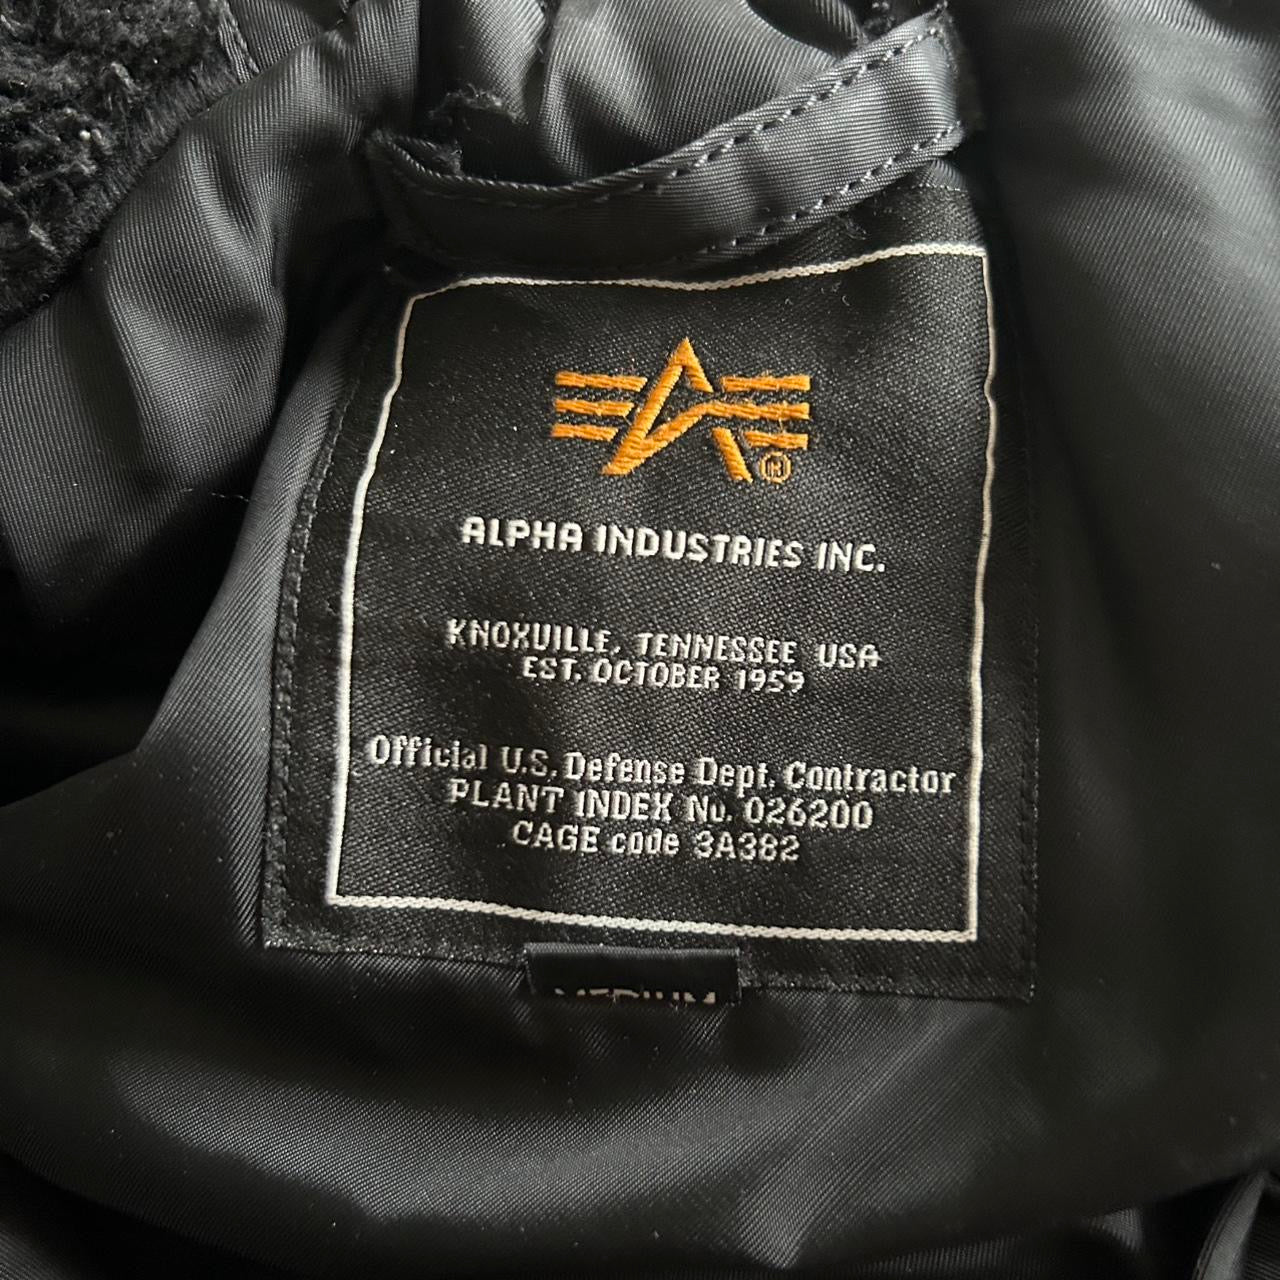 ®
ALPHA INDUSTRIES INC.
KNOXVILLE, TENNESSEE USA
EST. OCTOBER 1959
Official U.S. Defense Dept. Contractor
PLANT INDEX No. 026200
CAGE code 3A382
MEDIUM